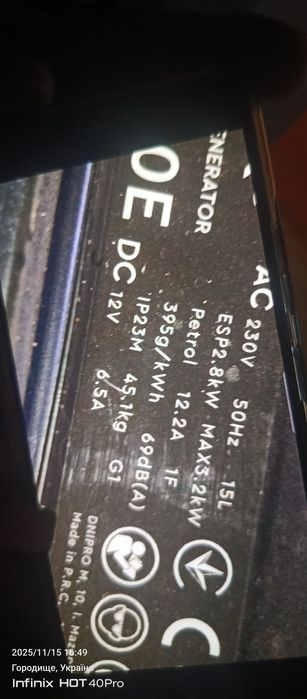 ENERATOR
OE
AC 230V 50Hz 15L
ESP2.8kW MAX3.2kW
Petrol 12.2A 1F
395g/kWh 69dB(A)
IP23M 45.1kg G1
DC 12V 6.5A
DNIPRO M, 10, I. Maze
Made in P.R.C.
2025/11/15 16:49
Городище, Україна
Infinix HOT 40Pro